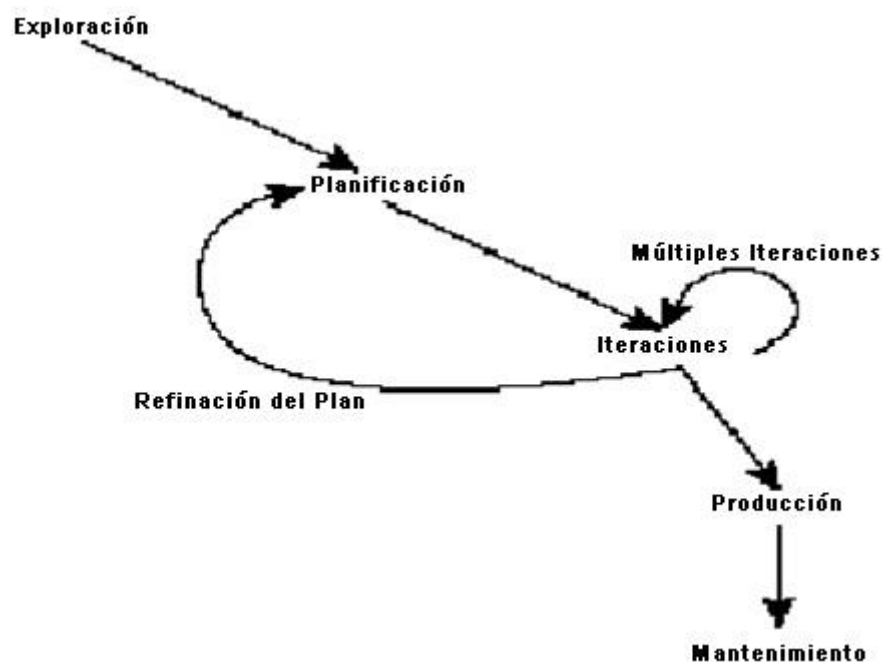 Exploración
Planificación
Múltiples Iteraciones
Iteraciones
Refinación del Plan
Producción
Mantenimiento